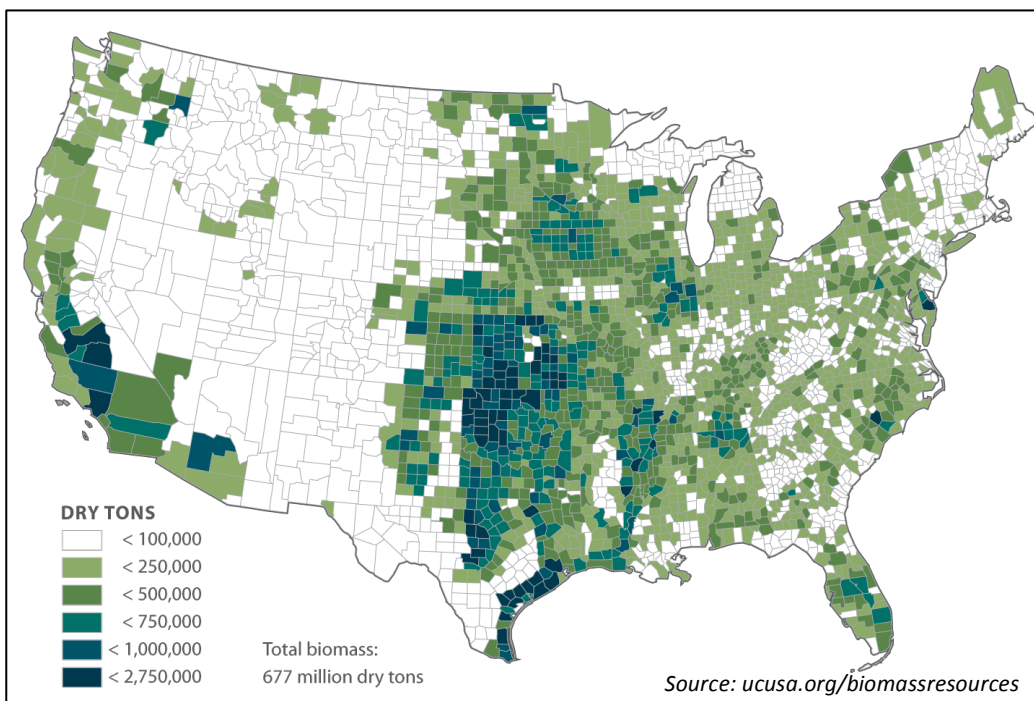 DRY TONS
< 100,000
< 250,000
< 500,000
< 750,000
< 1,000,000
< 2,750,000
Total biomass:
677 million dry tons
Source: ucusa.org/biomassresources